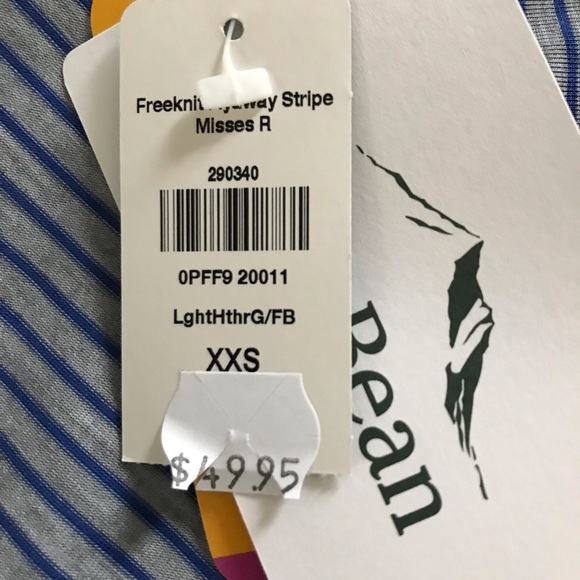 Freeknit Stripe
Misses R
290340
0PFF9 20011
LghtHthrG/FB
XXS
$49.95
Bean